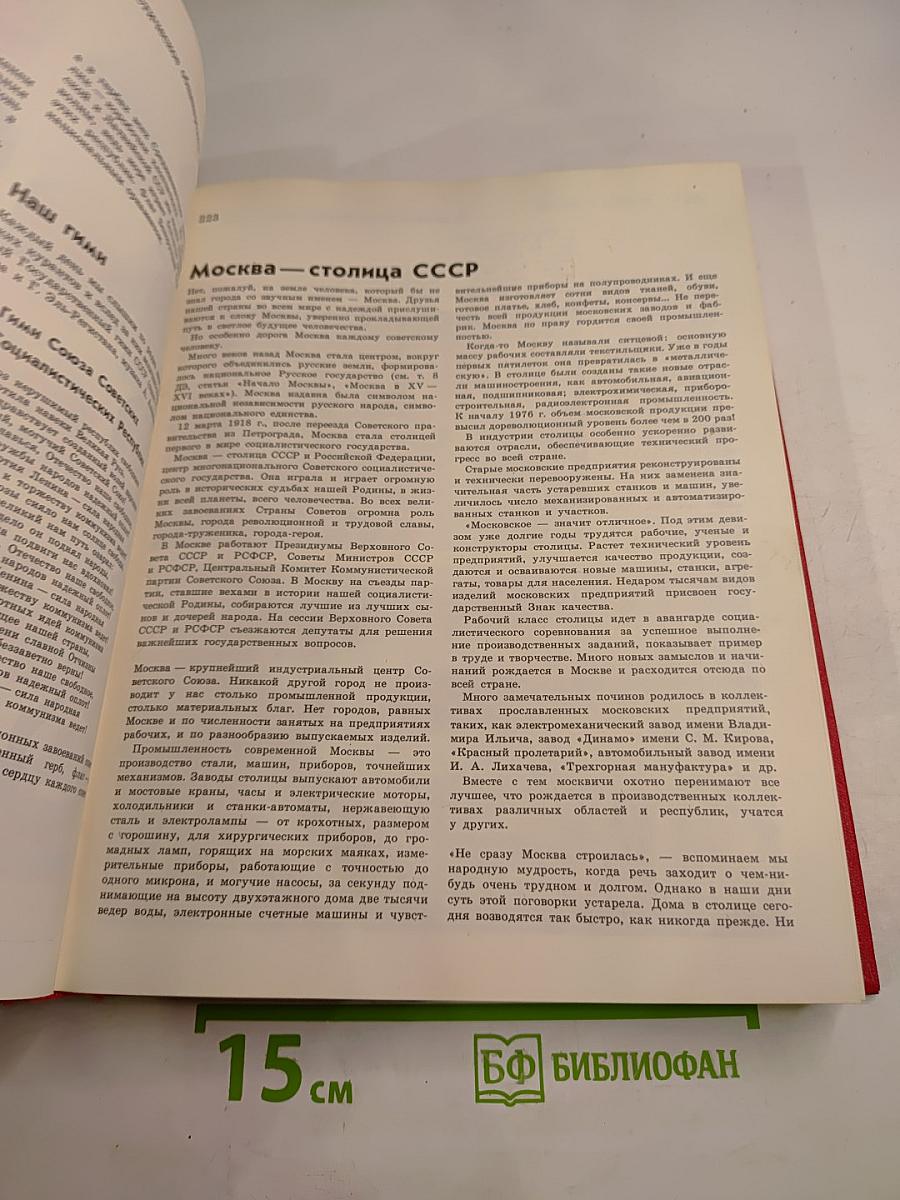 Наш гимн
Гимн Союза Советских
223
Москва — столица СССР
Нет, пожалуй, на земле человека, который бы не
знал города со звучным именем — Москва. Друзья
нашей страны во всем мире с надеждой прислуши-
ваются к слову Москвы, уверенно прокладывающей
путь в светлое будущее человечества.
Но особенно дорога Москва каждому советскому
человеку.
Много веков назад Москва стала центром, вокруг
которого объединились русские земли, формирова-
лось национальное Русское государство (см. т. 8
ДЭ, статьи «Начало Москвы», «Москва в XV —
XVI веках»). Москва издавна была символом на-
циональной независимости русского народа, симво-
лом национального единства.
12 марта 1918 г., после переезда Советского пра-
вительства из Петрограда, Москва стала столицей
первого в мире социалистического государства.
Москва — столица СССР и Российской Федерации,
центр многонационального Советского социалистиче-
ского государства. Она играла и играет огромную
роль в исторических судьбах нашей Родины, в жиз-
ни всей планеты, всего человечества. Во всех вели-
ких завоеваниях Страны Советов огромна роль
Москвы, города революционной и трудовой славы,
города-труженика, города-героя.
В Москве работают Президиумы Верховного Со-
вета СССР и РСФСР, Советы Министров СССР
и РСФСР, Центральный Комитет Коммунистической
партии Советского Союза. В Москву на съезды пар-
тии, ставшие вехами в истории нашей социалисти-
ческой Родины, собираются лучшие из лучших сы-
нов и дочерей народа. На сессии Верховного Совета
СССР и РСФСР съезжаются депутаты для решения
важнейших государственных вопросов.
Москва — крупнейший индустриальный центр Со-
ветского Союза. Никакой другой город не произ-
водит у нас столько промышленной продукции,
столько материальных благ. Нет городов, равных
Москве и по численности занятых на предприятиях
рабочих, и по разнообразию выпускаемых изделий.
Промышленность современной Москвы — это
производство стали, машин, приборов, точнейших
механизмов. Заводы столицы выпускают автомобили
и мостовые краны, часы и электрические моторы,
холодильники и станки-автоматы, нержавеющую
сталь и электролампы — от крохотных, размером
с горошину, для хирургических приборов, до гро-
мадных ламп, горящих на морских маяках, изме-
рительные приборы, работающие с точностью до
одного микрона, и могучие насосы, за секунду под-
нимающие на высоту двухэтажного дома две тысячи
ведер воды, электронные счетные машины и чувст-
вительнейшие приборы на полупроводниках. И еще
Москва изготовляет сотни видов тканей, обуви,
готовое платье, хлеб, конфеты, консервы... Не пере-
честь всей продукции московских заводов и фаб-
рик. Москва по праву гордится своей промышлен-
ностью.
Когда-то Москву называли ситцевой: основную
массу рабочих составляли текстильщики. Уже в годы
первых пятилеток она превратилась в «металличе-
скую». В столице были созданы такие новые отрас-
ли машиностроения, как автомобильная, авиацион-
ная, подшипниковая; электрохимическая, приборо-
строительная, радиоэлектронная промышленность.
К началу 1976 г. объем московской продукции пре-
высил дореволюционный уровень более чем в 200 раз!
В индустрии столицы особенно ускоренно разви-
ваются отрасли, обеспечивающие технический про-
гресс во всей стране.
Старые московские предприятия реконструированы
и технически перевооружены. На них заменена зна-
чительная часть устаревших станков и машин, уве-
личилось число механизированных и автоматизиро-
ванных станков и участков.
«Московское — значит отличное». Под этим деви-
зом уже долгие годы трудятся рабочие, ученые и
конструкторы столицы. Растет технический уровень
предприятий, улучшается качество продукции, соз-
даются и осваиваются новые машины, станки, агре-
гаты, товары для населения. Недаром тысячам видов
изделий московских предприятий присвоен госу-
дарственный Знак качества.
Рабочий класс столицы идет в авангарде социа-
листического соревнования за успешное выполне-
ние производственных заданий, показывает пример
в труде и творчестве. Много новых замыслов и начи-
наний рождается в Москве и расходится отсюда по
всей стране.
Много замечательных починов родилось в коллек-
тивах прославленных московских предприятий,
таких, как электромеханический завод имени Влади-
мира Ильича, завод «Динамо» имени С. М. Кирова,
«Красный пролетарий», автомобильный завод имени
И. А. Лихачева, «Трехгорная мануфактура» и др.
Вместе с тем москвичи охотно перенимают все
лучшее, что рождается в производственных коллек-
тивах различных областей и республик, учатся
у других.
«Не сразу Москва строилась», — вспоминаем мы
народную мудрость, когда речь заходит о чем-ни-
будь очень трудном и долгом. Однако в наши дни
суть этой поговорки устарела. Дома в столице сего-
дня возводятся так быстро, как никогда прежде. Ни
15 см
БФ БИБЛИОФАН